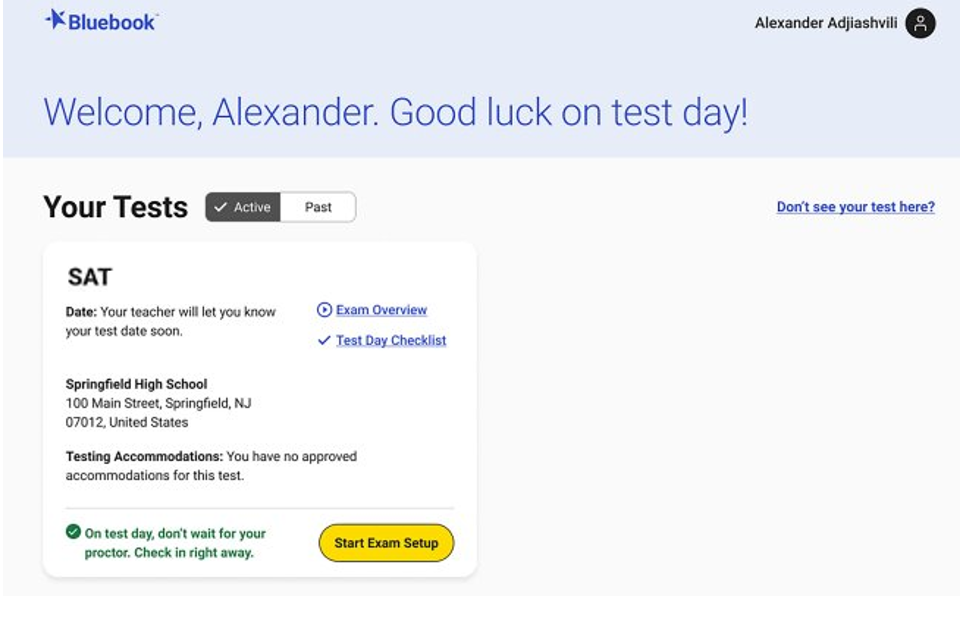 Bluebook™
Alexander Adjiashvili
Welcome, Alexander. Good luck on test day!
Your Tests
Active
Past
Don't see your test here?
SAT
Date: Your teacher will let you know
your test date soon.
Exam Overview
Test Day Checklist
Springfield High School
100 Main Street, Springfield, NJ
07012, United States
Testing Accommodations: You have no approved
accommodations for this test.
On test day, don't wait for your
proctor. Check in right away.
Start Exam Setup